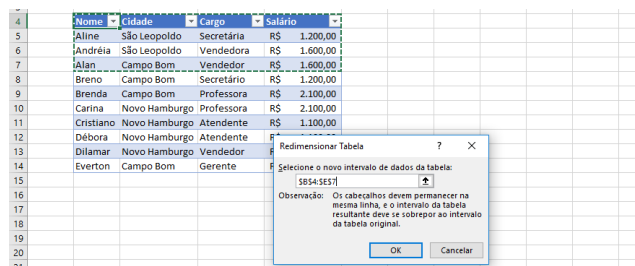 4 Nome Cidade Cargo Salário
5 Aline São Leopoldo Secretária R$ 1.200,00
6 Andréia São Leopoldo Vendedora R$ 1.600,00
7 Alan Campo Bom Vendedor R$ 1.600,00
8 Breno Campo Bom Secretário R$ 1.200,00
9 Brenda Campo Bom Professora R$ 2.100,00
10 Carina Novo Hamburgo Professora R$ 2.100,00
11 Cristiano Novo Hamburgo Atendente R$ 1.100,00
12 Débora Novo Hamburgo Atendente
13 Dilamar Novo Hamburgo Vendedor
14 Everton Campo Bom Gerente
15
16
17
18
19
20
Redimensionar Tabela ? X
Selecione o novo intervalo de dados da tabela:
$B$4:$E$7
Observação: Os cabeçalhos devem permanecer na
mesma linha, e o intervalo da tabela
resultante deve se sobrepor ao intervalo
da tabela original.
OK Cancelar